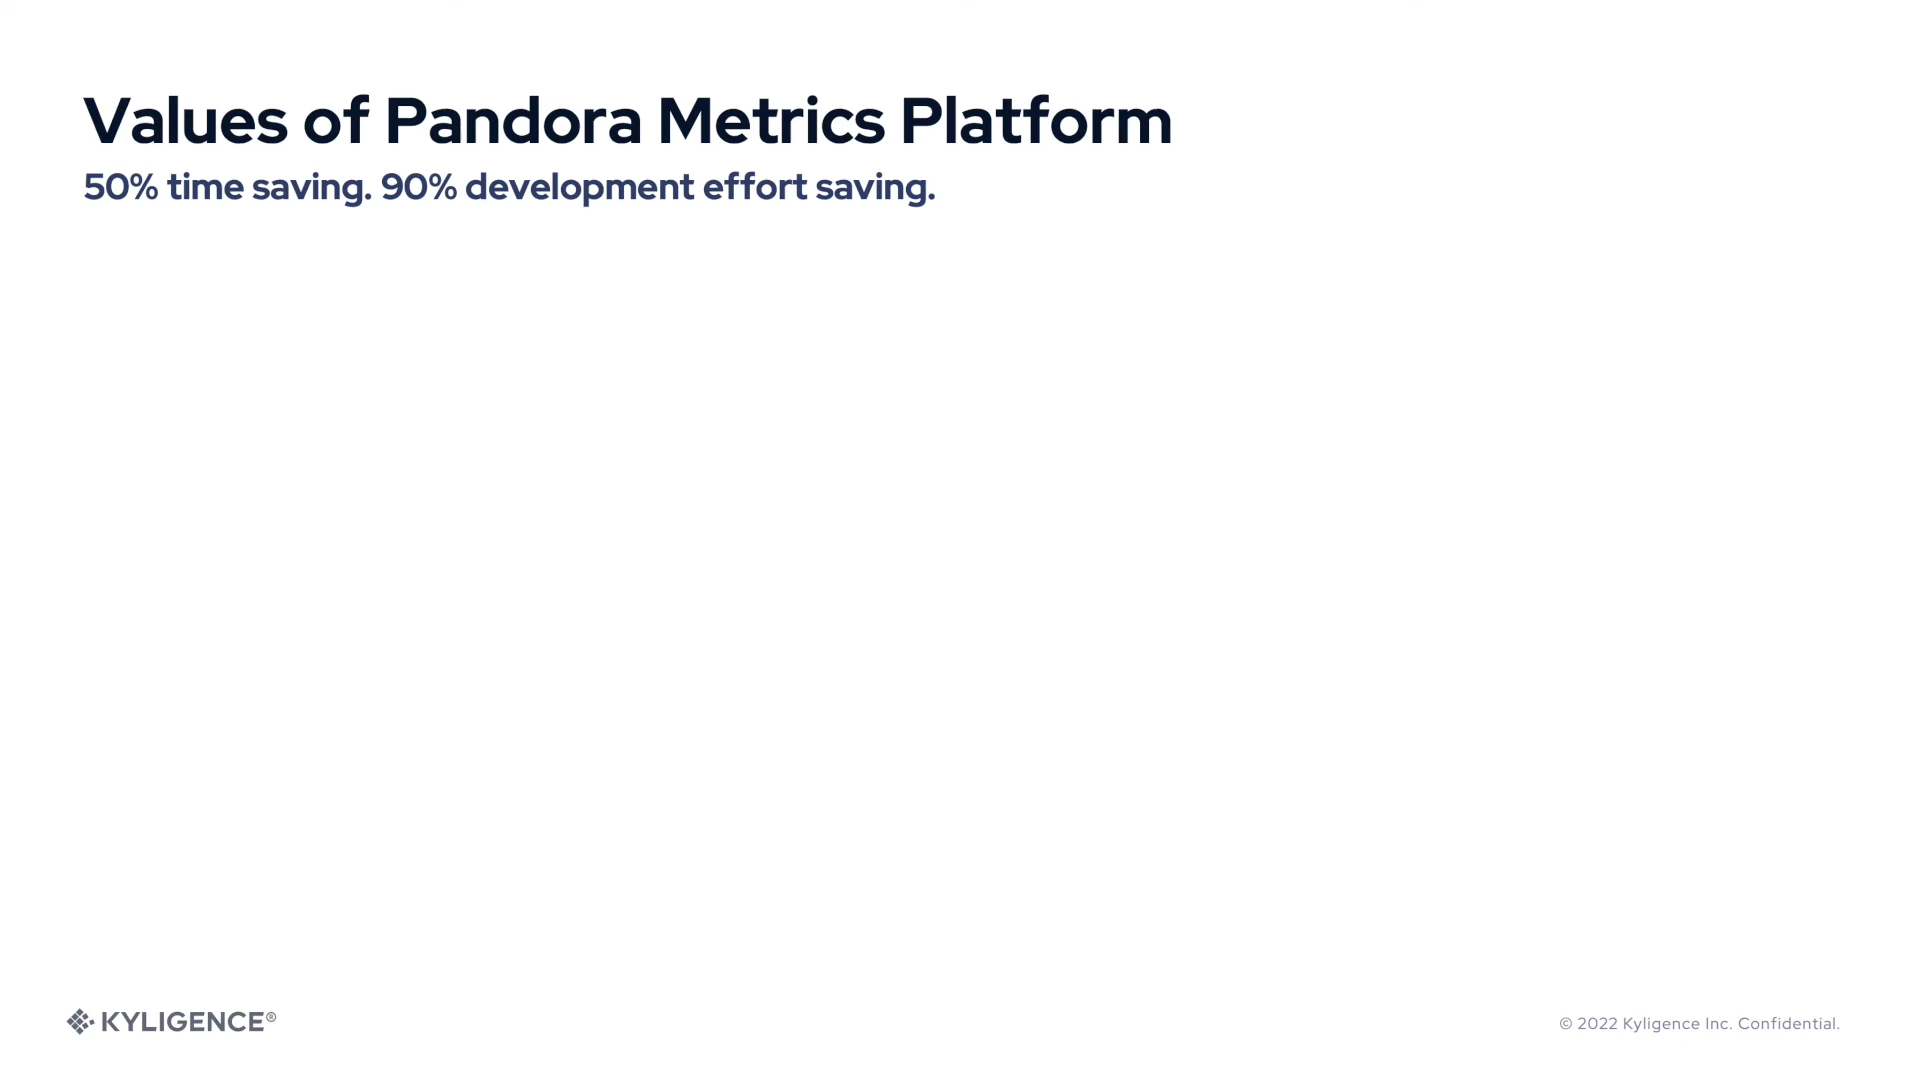 Values of Pandora Metrics Platform
50% time saving. 90% development effort saving.
KYLIGENCE®
© 2022 Kyligence Inc. Confidential.